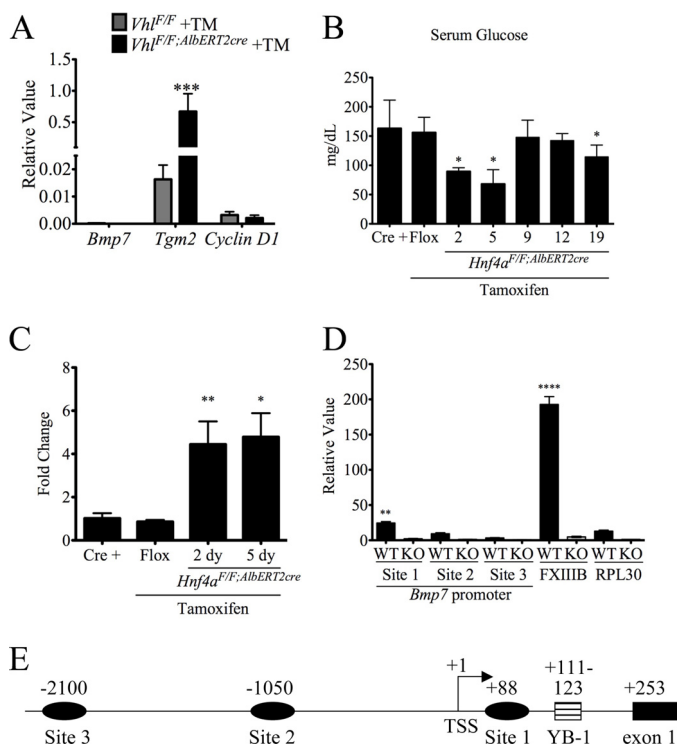 A
Vhl^F/F +TM
Vhl^F/F;AlbERT2cre +TM
***
Relative Value
1.5
1.0
0.5
0.02
0.01
0.00
Bmp7 Tgm2 Cyclin D1
B
Serum Glucose
mg/dL
200
150
100
50
0
* * *
Cre + Flox 2 5 9 12 19
Hnf4a^F/F;AlbERT2cre
Tamoxifen
C
Fold Change
8
6
4
2
0
** *
Cre + Flox 2 dy 5 dy
Hnf4a^F/F;AlbERT2cre
Tamoxifen
D
Relative Value
250
200
150
100
50
0
** ****
WT KO WT KO WT KO WT KO WT KO
Site 1 Site 2 Site 3 FXIIIB RPL30
Bmp7 promoter
E
-2100 -1050 +1 +88 +111-123 +253
TSS
Site 3 Site 2 Site 1 YB-1 exon 1